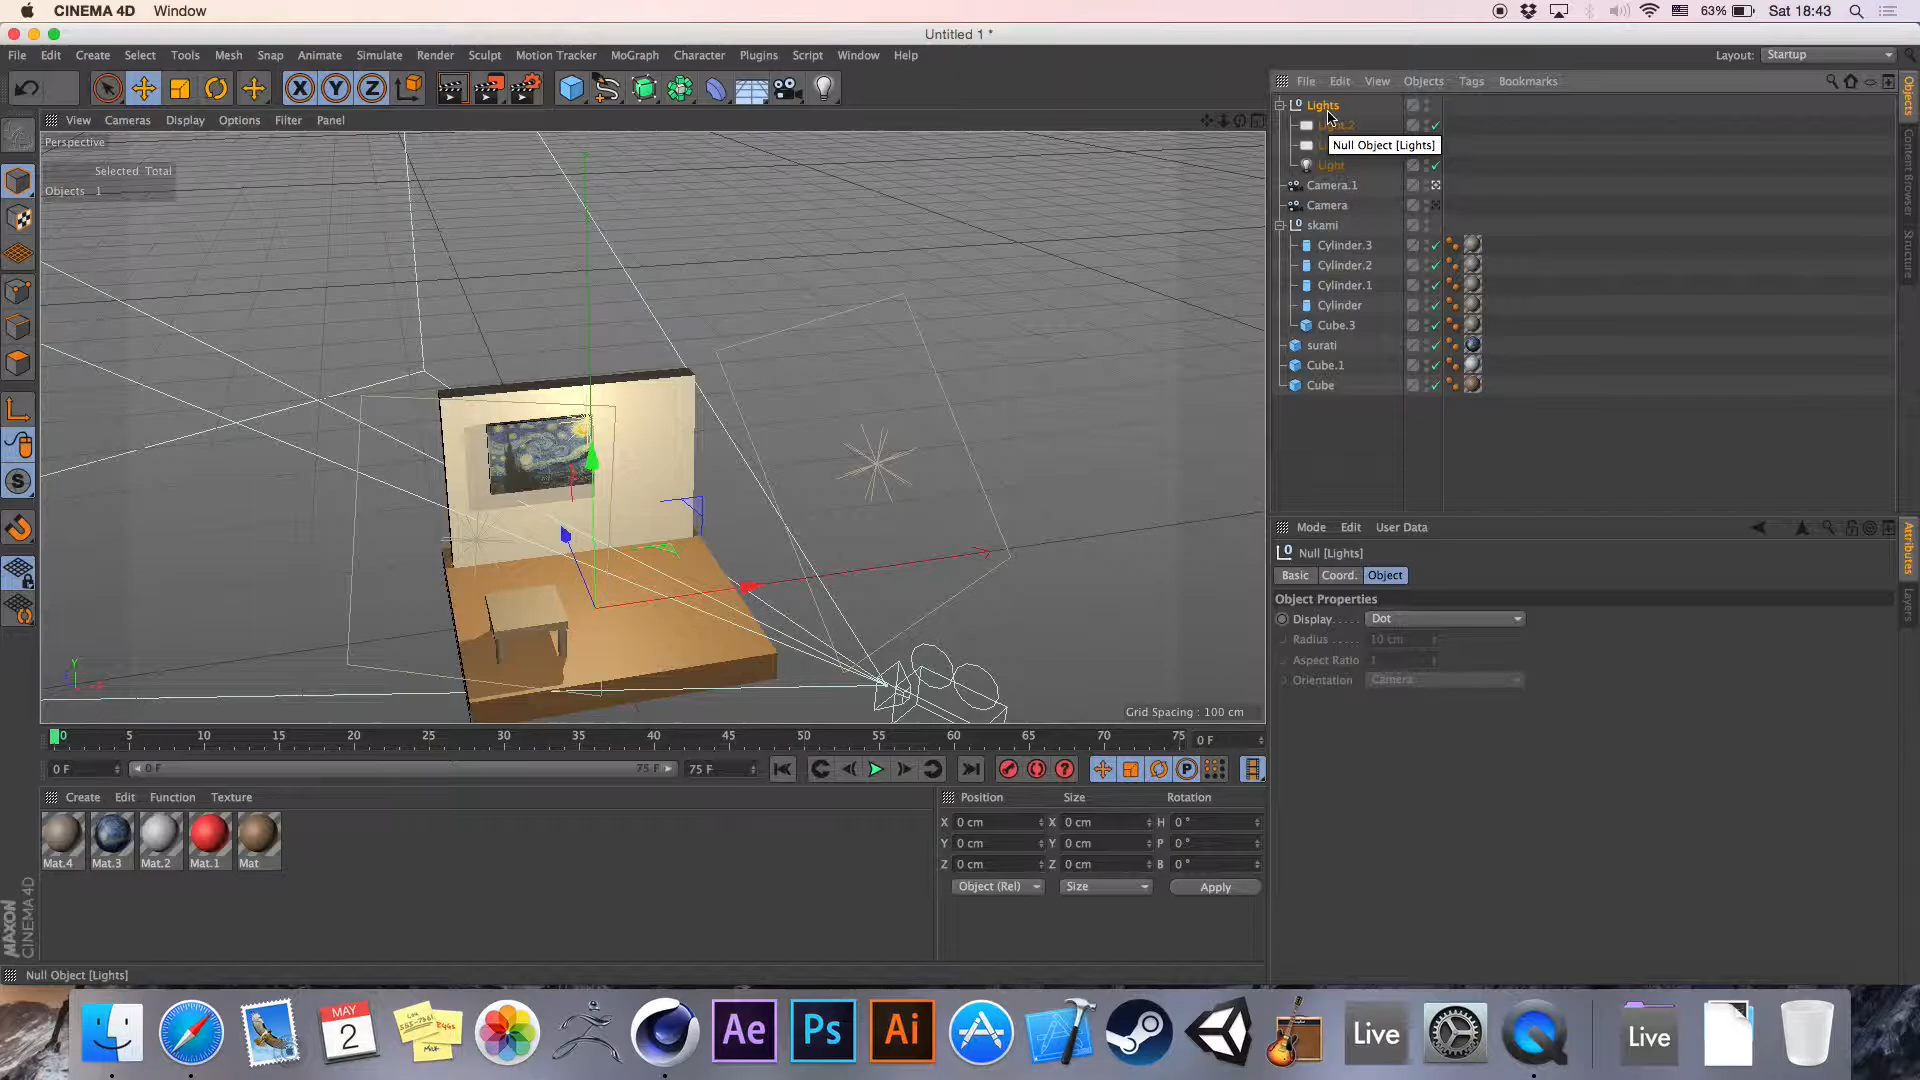 CINEMA 4D Window
63% Sat 18:43
Untitled 1 *
File Edit Create Select Tools Mesh Snap Animate Simulate Render Sculpt Motion Tracker MoGraph Character Plugins Script Window Help
Layout: Startup
X Y Z
File Edit View Objects Tags Bookmarks
View Cameras Display Options Filter Panel
Perspective
Selected Total
Objects 1
Lights
Light.2
Null Object [Lights]
Light
Camera.1
Camera
skami
Cylinder.3
Cylinder.2
Cylinder.1
Cylinder
Cube.3
surati
Cube.1
Cube
Objects
Content Browser
Structure
Mode Edit User Data
Null [Lights]
Basic Coord. Object
Object Properties
Display Dot
Radius 10 cm
Aspect Ratio 1
Orientation Camera
Attributes
Layers
Y
Grid Spacing : 100 cm
0 5 10 15 20 25 30 35 40 45 50 55 60 65 70 75 0 F
0 F 0 F 75 F 75 F
P
Create Edit Function Texture
Mat.4 Mat.3 Mat.2 Mat.1 Mat
Position Size Rotation
X 0 cm X 0 cm H 0 °
Y 0 cm Y 0 cm P 0 °
Z 0 cm Z 0 cm B 0 °
Object (Rel) Size Apply
MAXON
CINEMA 4D
Null Object [Lights]
MAY
2
Ae Ps Ai Live Live